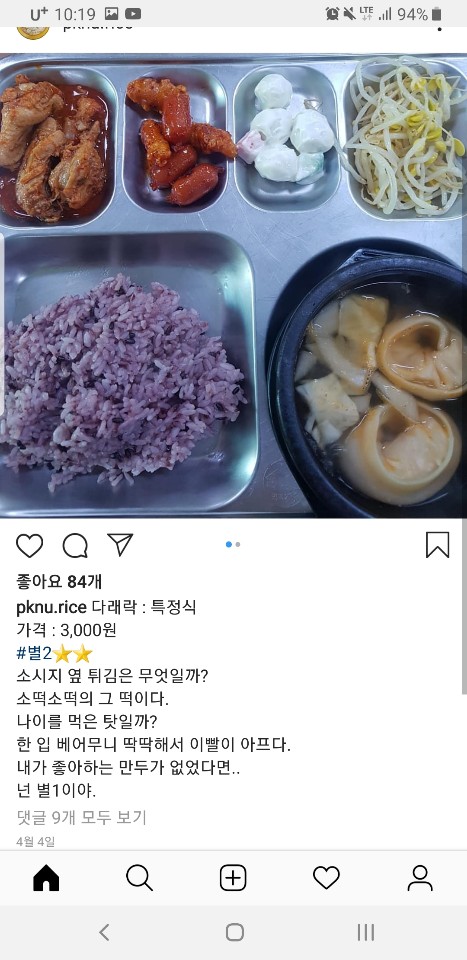 U+ 10:19 LTE 94%
pknu.rice
좋아요 84개
pknu.rice 다래락 : 특정식
가격 : 3,000원
#별2⭐⭐
소시지 옆 튀김은 무엇일까?
소떡소떡의 그 떡이다.
나이를 먹은 탓일까?
한 입 베어무니 딱딱해서 이빨이 아프다.
내가 좋아하는 만두가 없었다면..
넌 별1이야.
댓글 9개 모두 보기
4월 4일